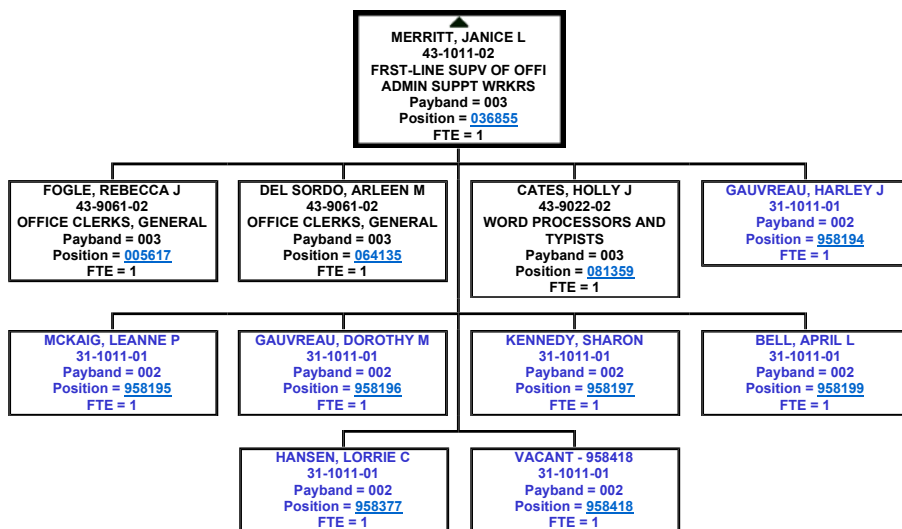 MERRITT, JANICE L
43-1011-02
FRST-LINE SUPV OF OFFI
ADMIN SUPPT WRKRS
Payband = 003
Position = 036855
FTE = 1
FOGLE, REBECCA J
43-9061-02
OFFICE CLERKS, GENERAL
Payband = 003
Position = 005617
FTE = 1
DEL SORDO, ARLEEN M
43-9061-02
OFFICE CLERKS, GENERAL
Payband = 003
Position = 064135
FTE = 1
CATES, HOLLY J
43-9022-02
WORD PROCESSORS AND
TYPISTS
Payband = 003
Position = 081359
FTE = 1
GAUVREAU, HARLEY J
31-1011-01
Payband = 002
Position = 958194
FTE = 1
MCKAIG, LEANNE P
31-1011-01
Payband = 002
Position = 958195
FTE = 1
GAUVREAU, DOROTHY M
31-1011-01
Payband = 002
Position = 958196
FTE = 1
KENNEDY, SHARON
31-1011-01
Payband = 002
Position = 958197
FTE = 1
BELL, APRIL L
31-1011-01
Payband = 002
Position = 958199
FTE = 1
HANSEN, LORRIE C
31-1011-01
Payband = 002
Position = 958377
FTE = 1
VACANT - 958418
31-1011-01
Payband = 002
Position = 958418
FTE = 1